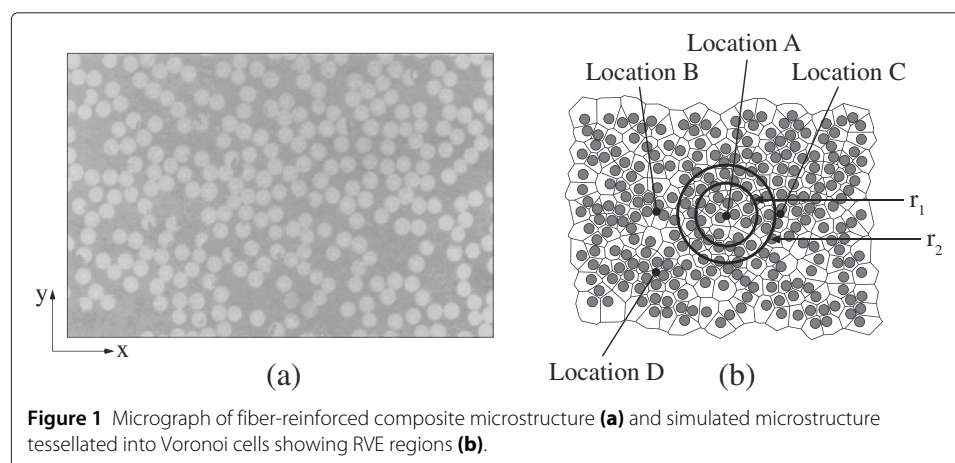 Location A
Location B
Location C
r1
r2
y
x
Location D
(a)
(b)
Figure 1 Micrograph of fiber-reinforced composite microstructure (a) and simulated microstructure
tessellated into Voronoi cells showing RVE regions (b).